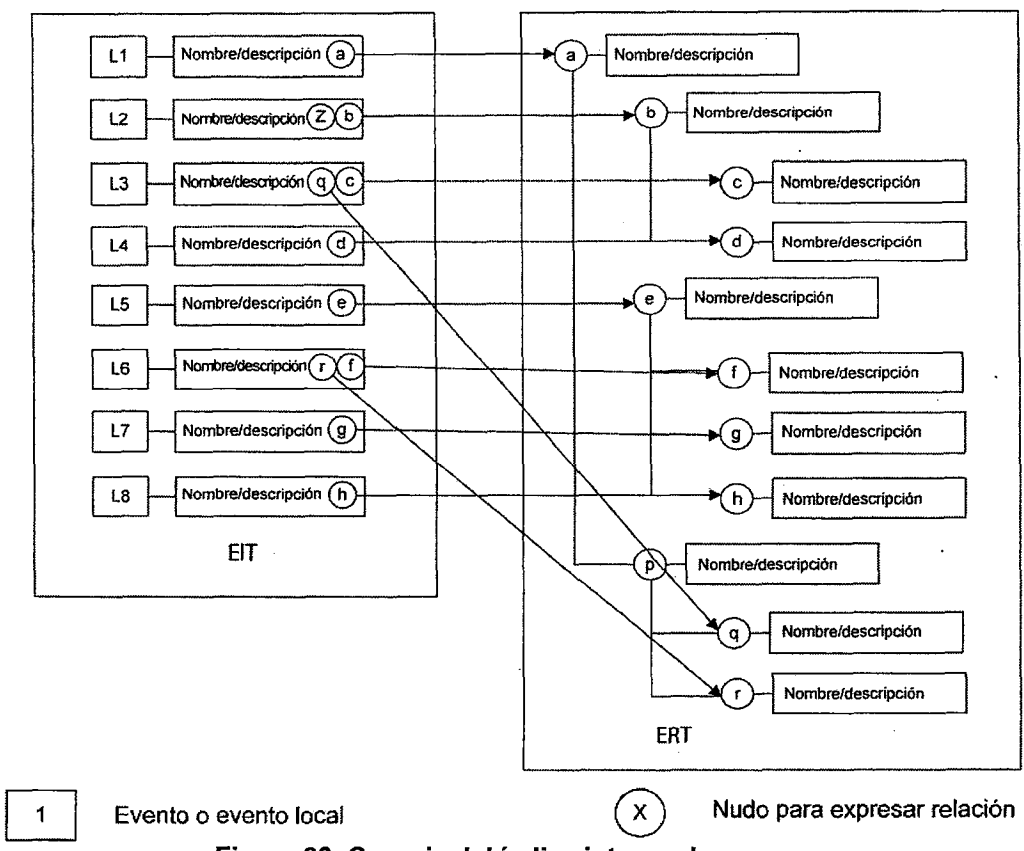 L1 Nombre/descripción a
L2 Nombre/descripción Z b
L3 Nombre/descripción q c
L4 Nombre/descripción d
L5 Nombre/descripción e
L6 Nombre/descripción r f
L7 Nombre/descripción g
L8 Nombre/descripción h
EIT
a Nombre/descripción
b Nombre/descripción
c Nombre/descripción
d Nombre/descripción
e Nombre/descripción
f Nombre/descripción
g Nombre/descripción
h Nombre/descripción
p Nombre/descripción
q Nombre/descripción
r Nombre/descripción
ERT
1 Evento o evento local
X Nudo para expresar relación